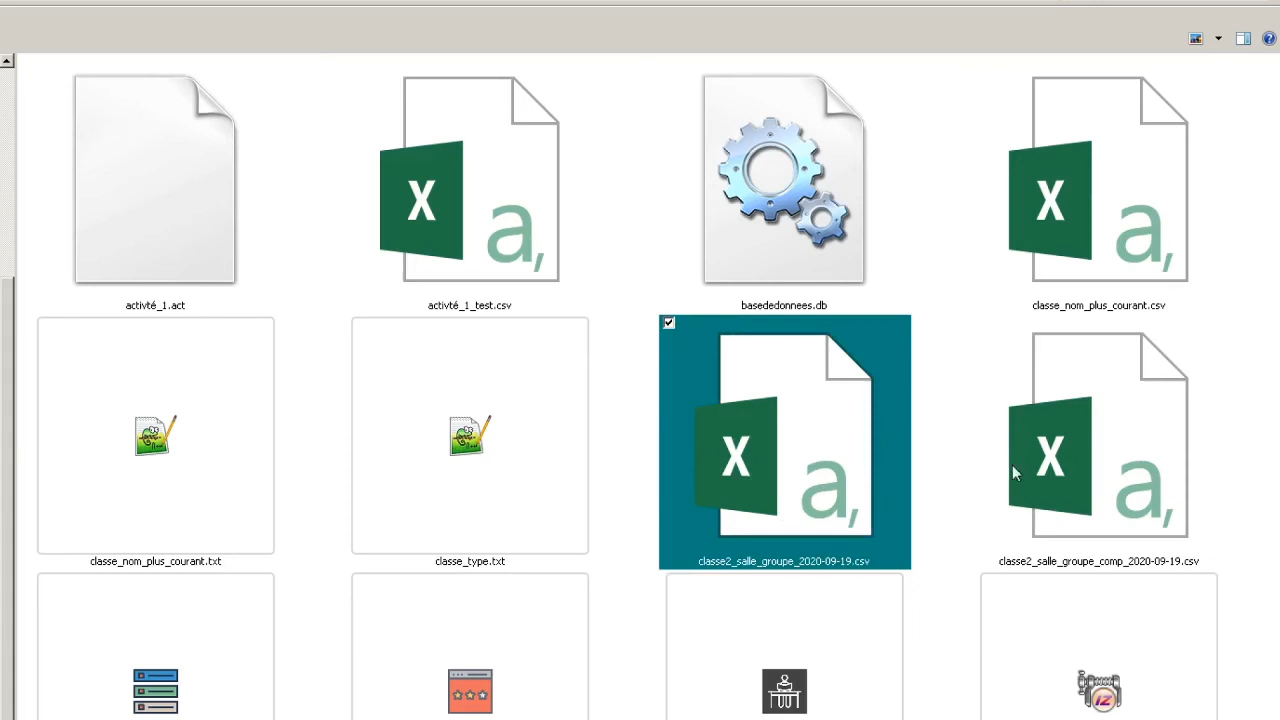 X a,
X a,
activté_1.act
activté_1_test.csv
basededonnees.db
classe_nom_plus_courant.csv
X a,
X a,
classe_nom_plus_courant.txt
classe_type.txt
classe2_salle_groupe_2020-09-19.csv
classe2_salle_groupe_comp_2020-09-19.csv
IZ